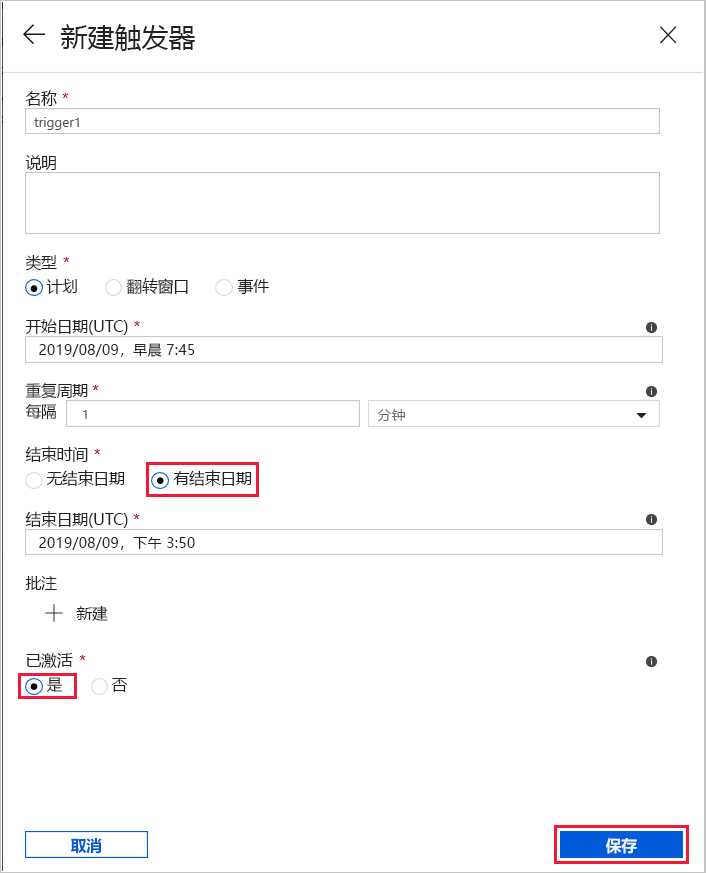 新建触发器
名称 *
trigger1
说明
类型 *
计划 翻转窗口 事件
开始日期(UTC) *
2019/08/09，早晨 7:45
重复周期 *
每隔 1 分钟
结束时间 *
无结束日期 有结束日期
结束日期(UTC) *
2019/08/09，下午 3:50
批注
新建
已激活 *
是 否
取消 保存